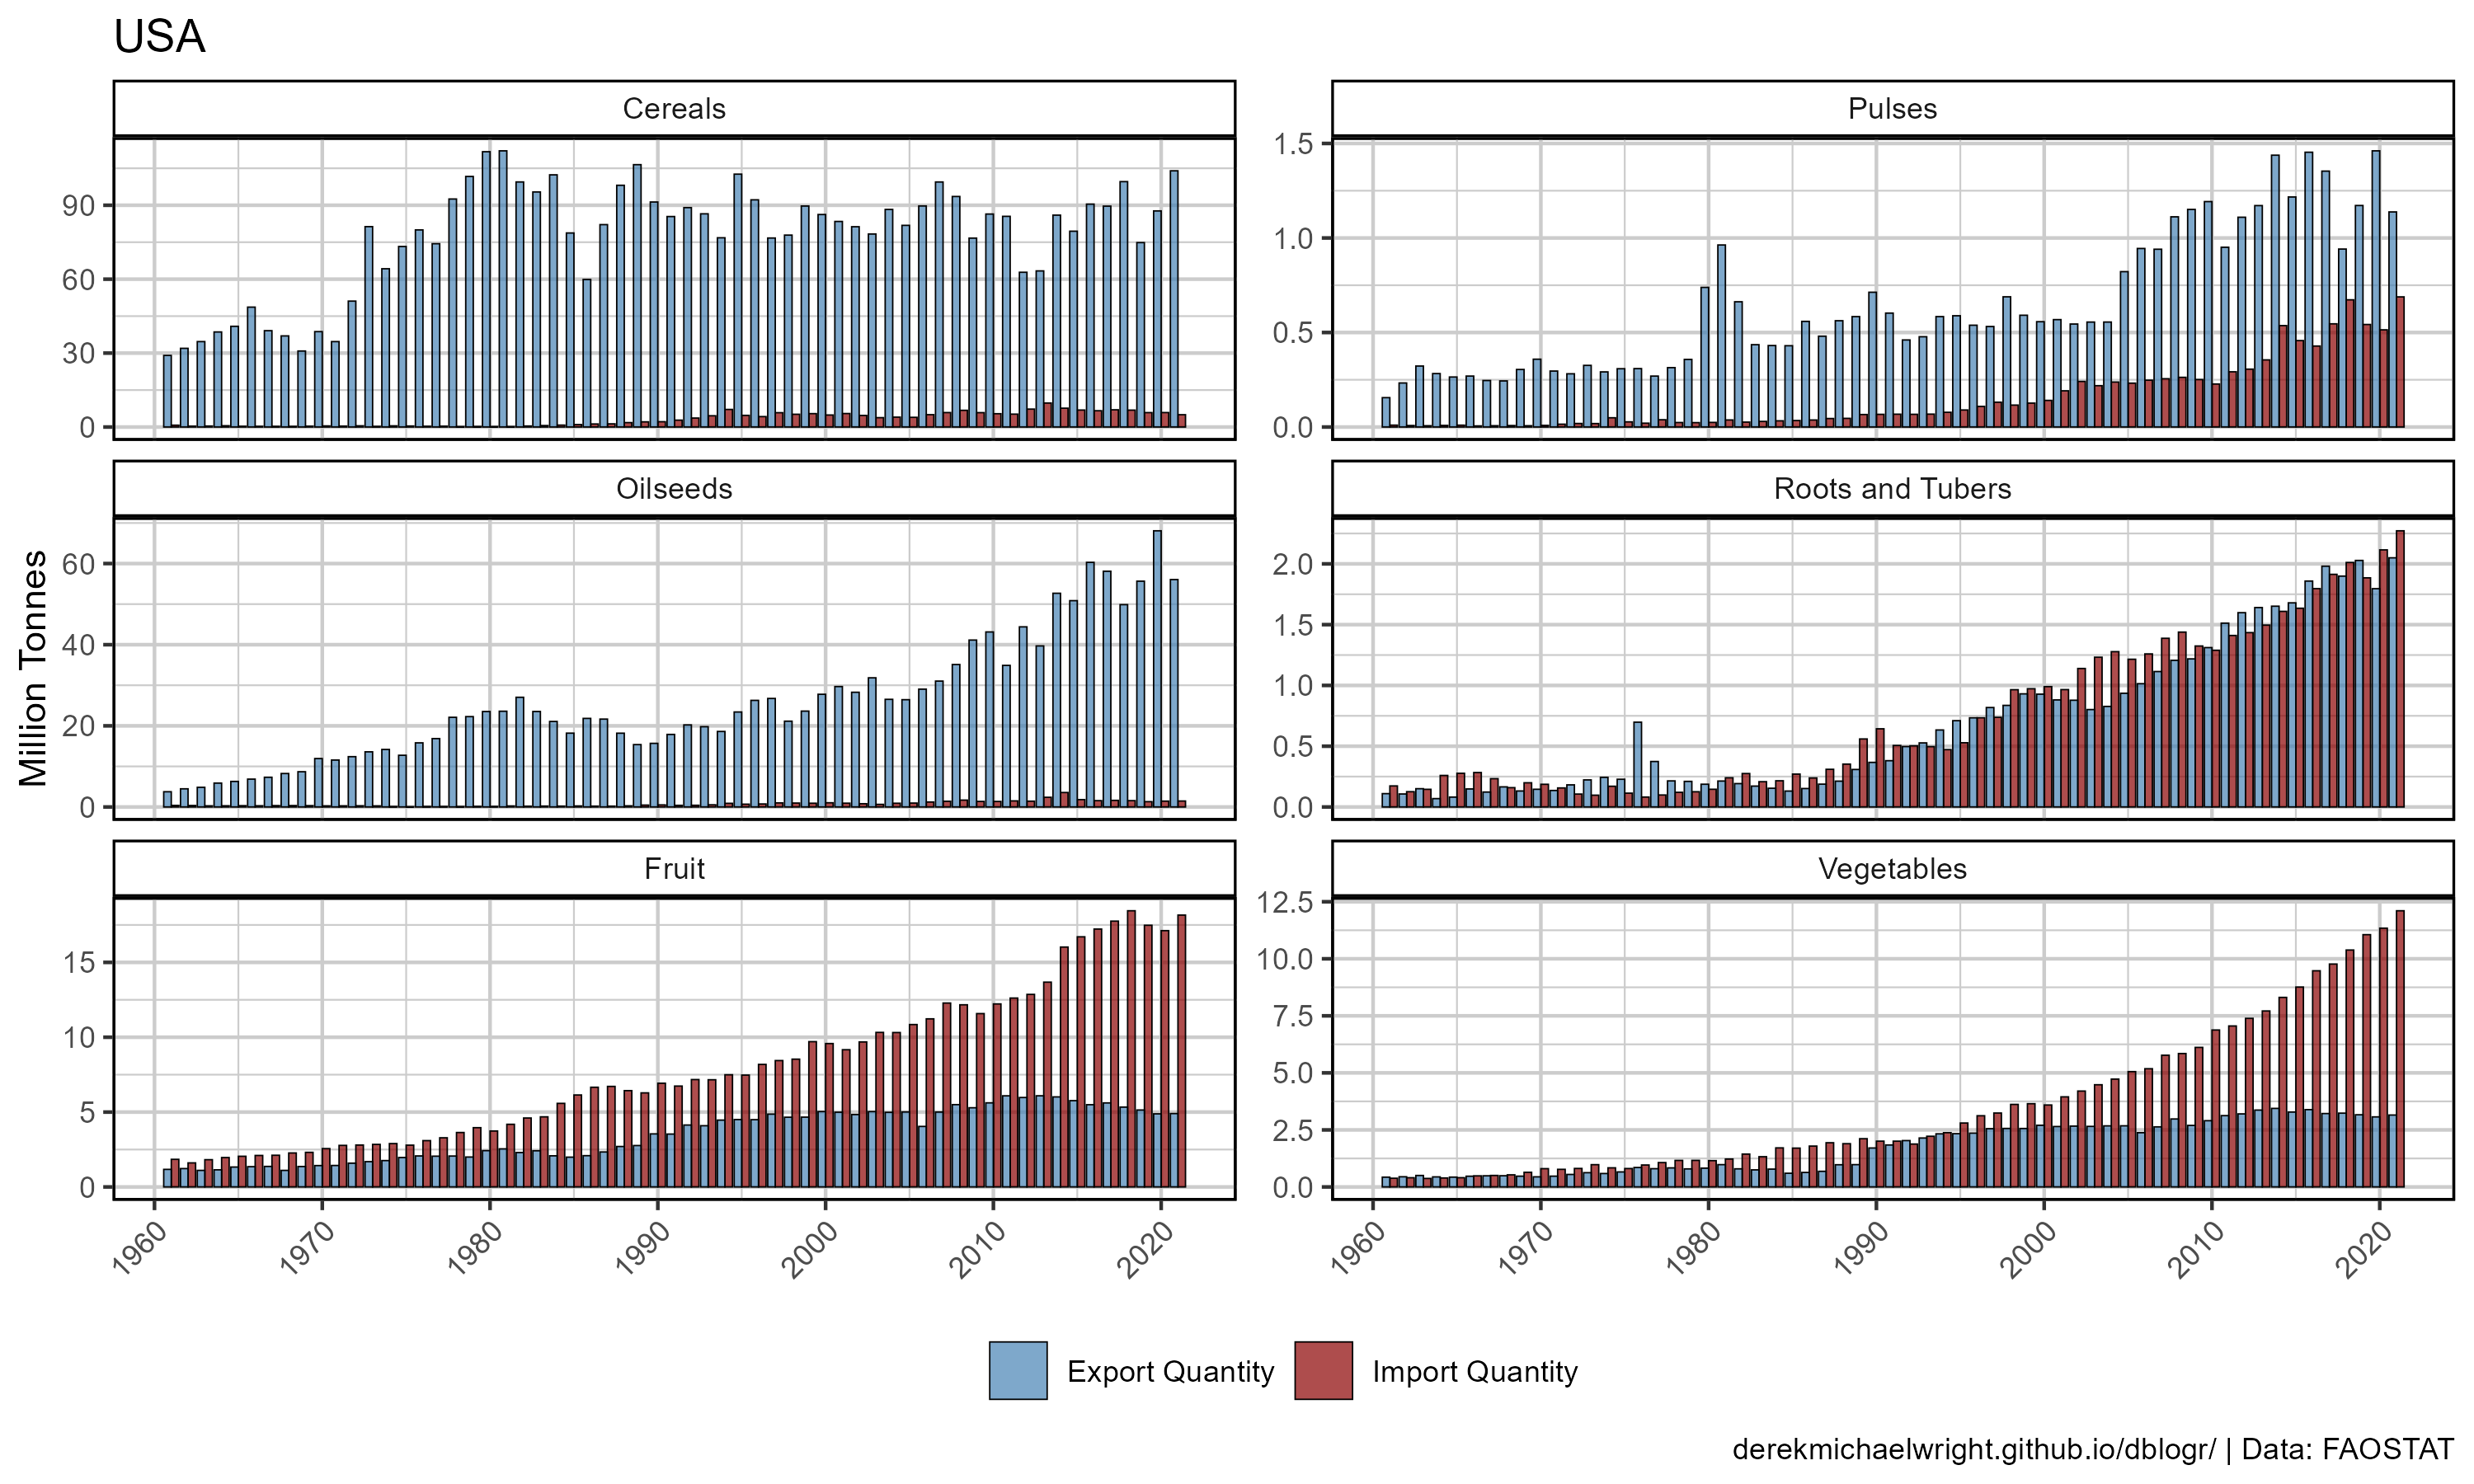 USA
Cereals
Pulses
90
60
30
0
1.5
1.0
0.5
0.0
Oilseeds
Roots and Tubers
Million Tonnes
60
40
20
0
2.0
1.5
1.0
0.5
0.0
Fruit
Vegetables
15
10
5
0
12.5
10.0
7.5
5.0
2.5
0.0
1960 1970 1980 1990 2000 2010 2020
1960 1970 1980 1990 2000 2010 2020
Export Quantity Import Quantity
derekmichaelwright.github.io/dblogr/ | Data: FAOSTAT